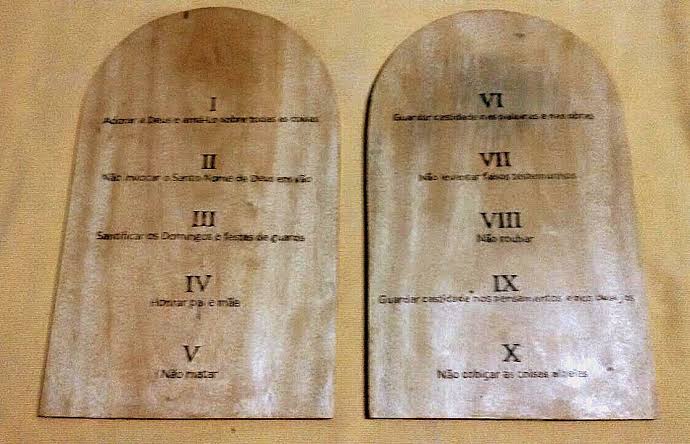 I
Adorar a Deus e amá-Lo sobre todas as coisas
II
Não invocar o Santo Nome de Deus em vão
III
Santificar os Domingos e festas de guarda
IV
Honrar pai e mãe
V
Não matar
VI
Guardar castidade nas palavras e nas obras
VII
Não levantar falsos testemunhos
VIII
Não roubar
IX
Guardar castidade nos pensamentos e nos desejos
X
Não cobiçar as coisas alheias